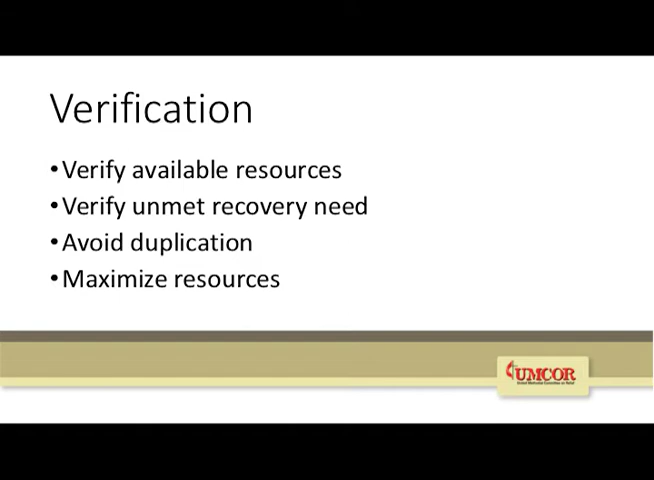 Verification
•Verify available resources
•Verify unmet recovery need
•Avoid duplication
•Maximize resources
UMCOR
United Methodist Committee on Relief